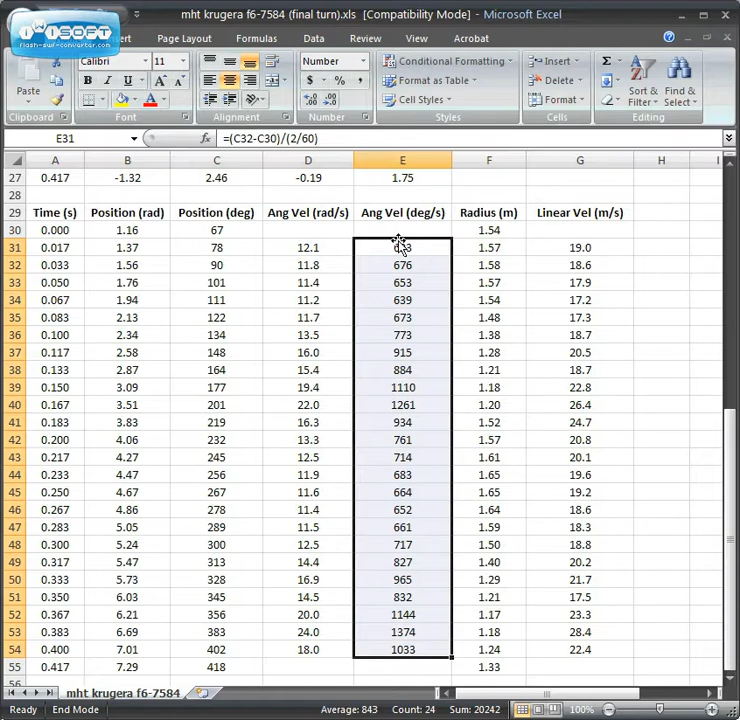 mht krugera f6-7584 (final turn).xls [Compatibility Mode] - Microsoft Excel
iWiSOFT
flash-swf-converter.com
Page Layout Formulas Data Review View Acrobat
Paste Calibri 11 Number Conditional Formatting Insert Sort & Find &
B I U $ % , Format as Table Delete Filter Select
Cell Styles Format
Clipboard Font Alignment Number Styles Cells Editing
E31 fx =(C32-C30)/(2/60)
A B C D E F G H I
27 0.417 -1.32 2.46 -0.19 1.75
28
29 Time (s) Position (rad) Position (deg) Ang Vel (rad/s) Ang Vel (deg/s) Radius (m) Linear Vel (m/s)
30 0.000 1.16 67 1.54
31 0.017 1.37 78 12.1 1.57 19.0
32 0.033 1.56 90 11.8 676 1.58 18.6
33 0.050 1.76 101 11.4 653 1.57 17.9
34 0.067 1.94 111 11.2 639 1.54 17.2
35 0.083 2.13 122 11.7 673 1.48 17.3
36 0.100 2.34 134 13.5 773 1.38 18.7
37 0.117 2.58 148 16.0 915 1.28 20.5
38 0.133 2.87 164 15.4 884 1.21 18.7
39 0.150 3.09 177 19.4 1110 1.18 22.8
40 0.167 3.51 201 22.0 1261 1.20 26.4
41 0.183 3.83 219 16.3 934 1.52 24.7
42 0.200 4.06 232 13.3 761 1.57 20.8
43 0.217 4.27 245 12.5 714 1.61 20.1
44 0.233 4.47 256 11.9 683 1.65 19.6
45 0.250 4.67 267 11.6 664 1.65 19.2
46 0.267 4.86 278 11.4 652 1.64 18.6
47 0.283 5.05 289 11.5 661 1.59 18.3
48 0.300 5.24 300 12.5 717 1.50 18.8
49 0.317 5.47 313 14.4 827 1.40 20.2
50 0.333 5.73 328 16.9 965 1.29 21.7
51 0.350 6.03 345 14.5 832 1.21 17.5
52 0.367 6.21 356 20.0 1144 1.17 23.3
53 0.383 6.69 383 24.0 1374 1.18 28.4
54 0.400 7.01 402 18.0 1033 1.24 22.4
55 0.417 7.29 418 1.33
56
mht krugera f6-7584
Ready End Mode Average: 843 Count: 24 Sum: 20242 100%